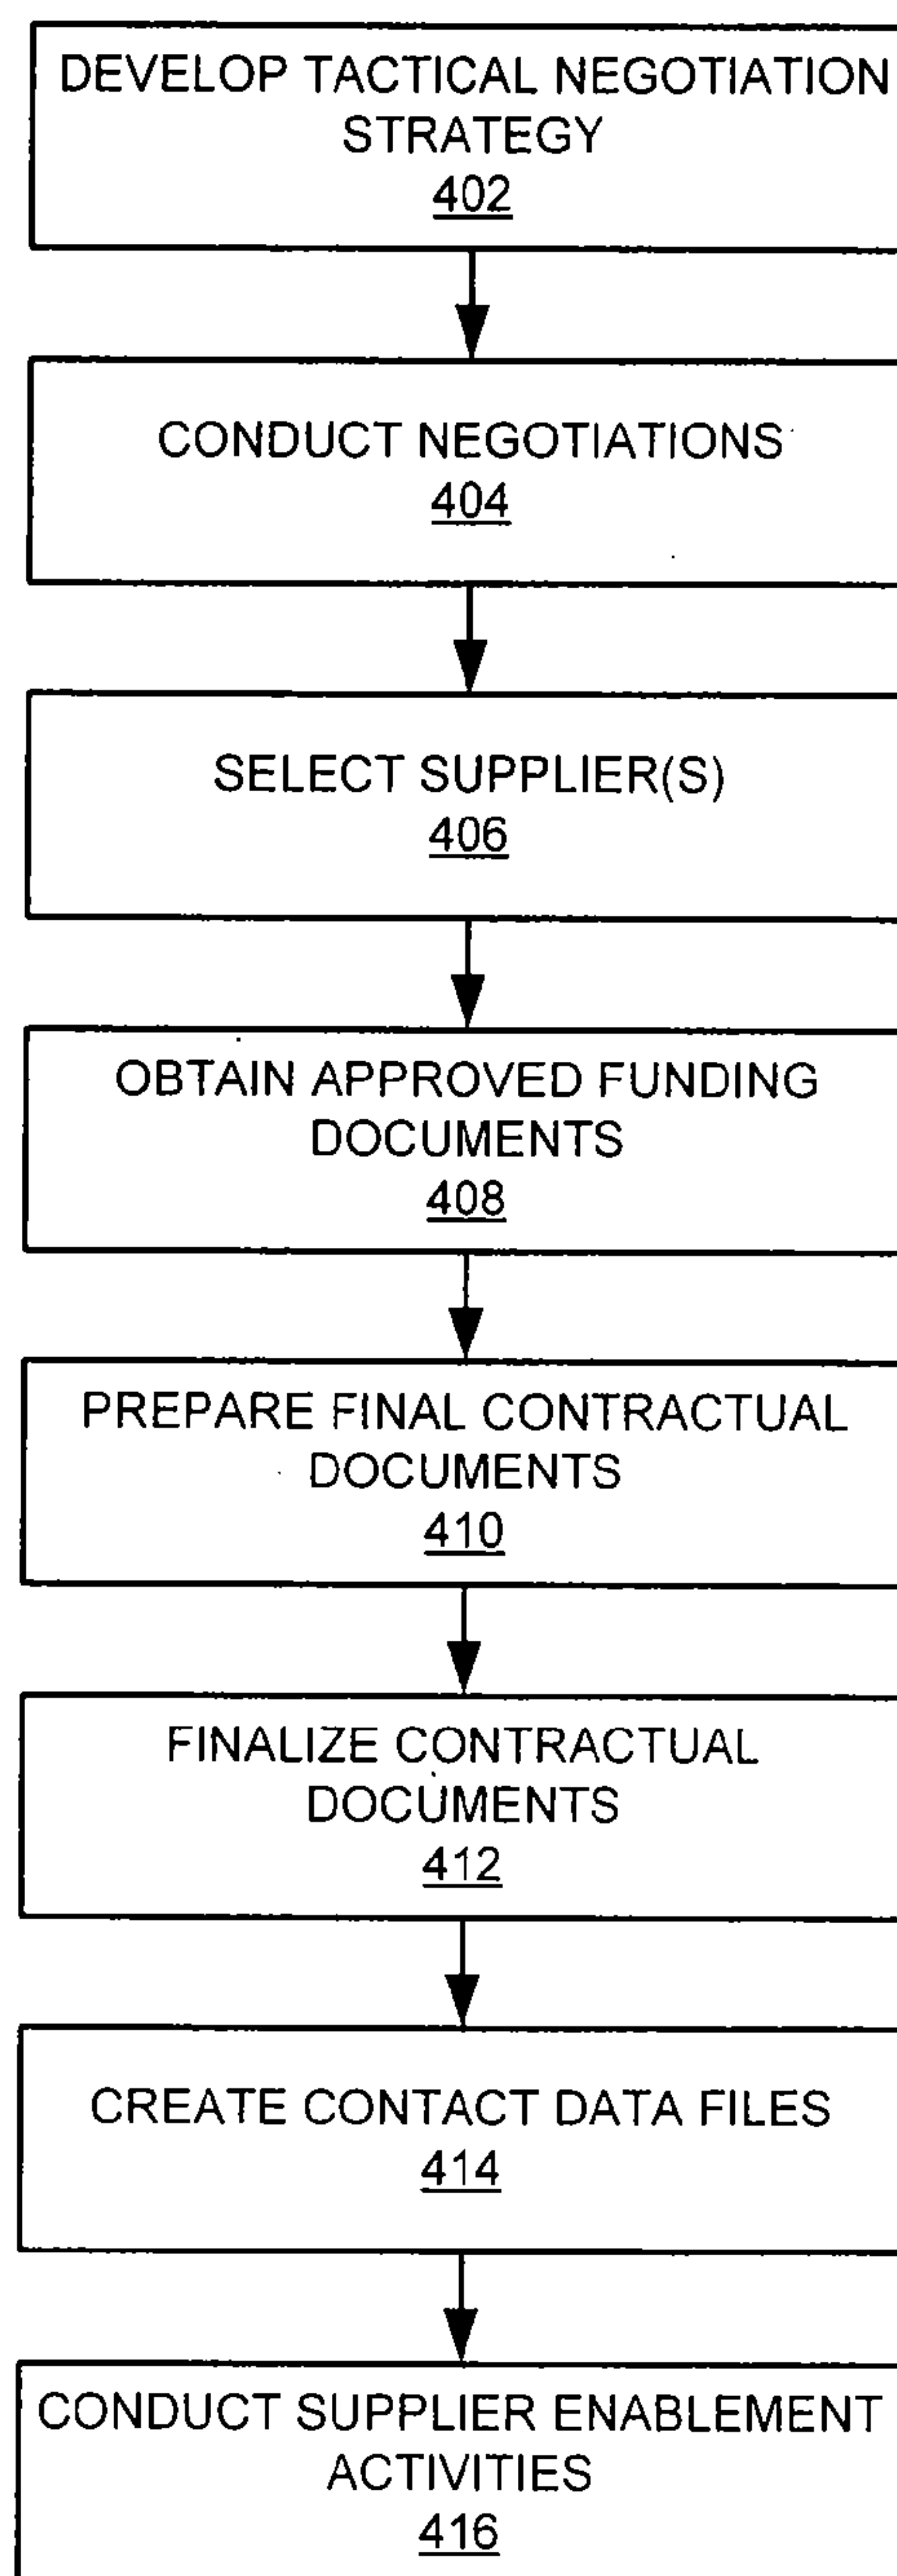 DEVELOP TACTICAL NEGOTIATION
STRATEGY
402
CONDUCT NEGOTIATIONS
404
SELECT SUPPLIER(S)
406
OBTAIN APPROVED FUNDING
DOCUMENTS
408
PREPARE FINAL CONTRACTUAL
DOCUMENTS
410
FINALIZE CONTRACTUAL
DOCUMENTS
412
CREATE CONTACT DATA FILES
414
CONDUCT SUPPLIER ENABLEMENT
ACTIVITIES
416